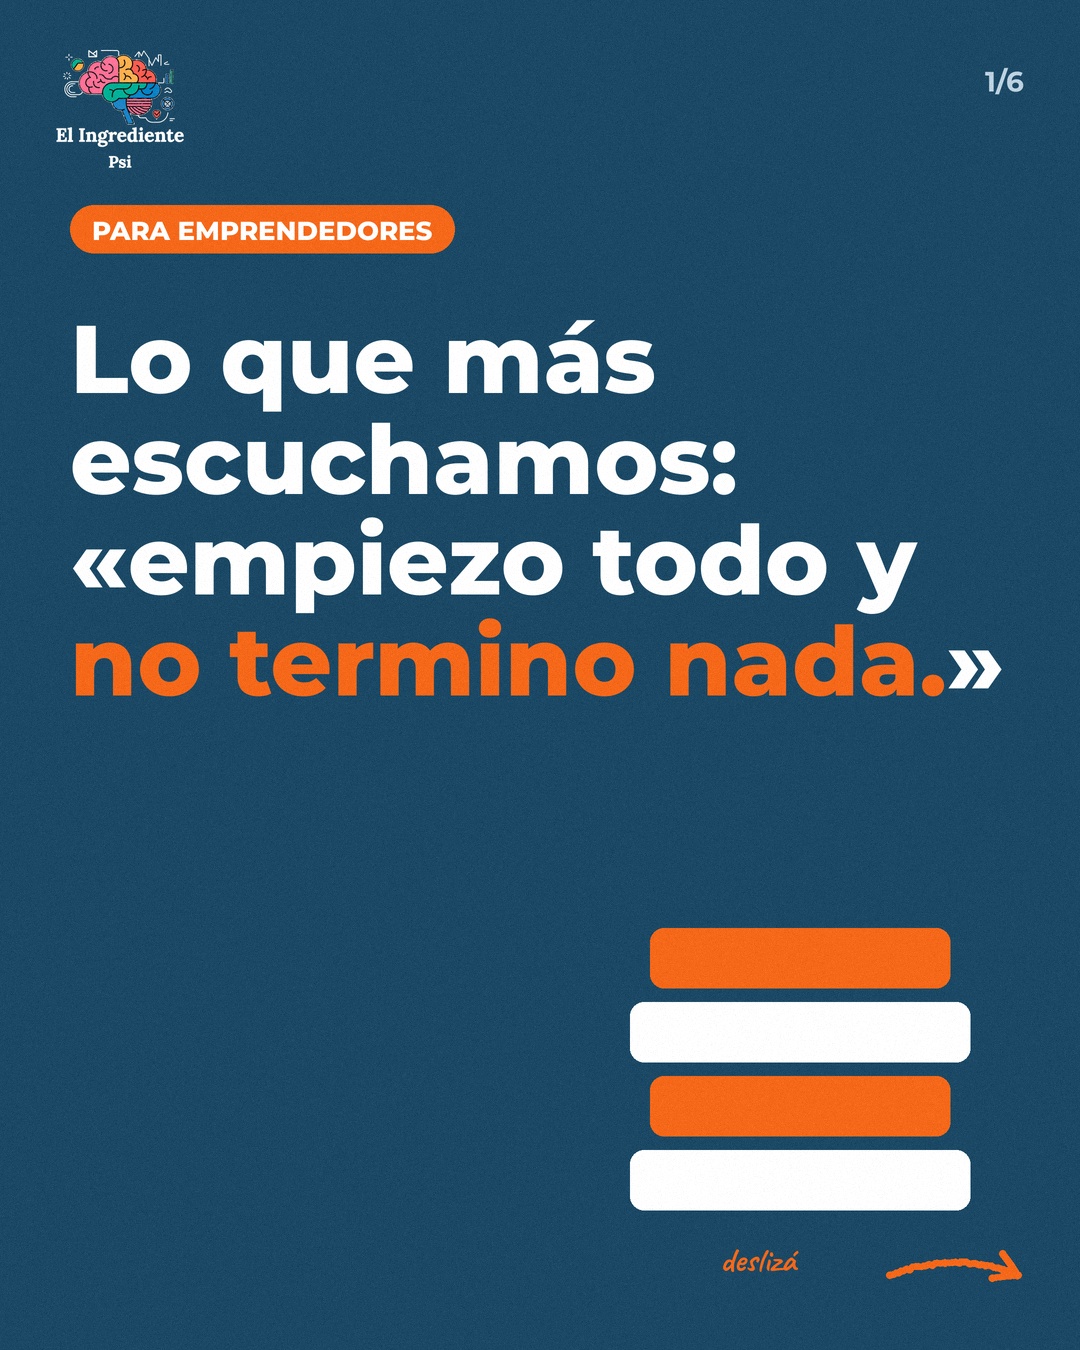 El Ingrediente
Psi
1/6
PARA EMPRENDEDORES
Lo que más
escuchamos:
«empiezo todo y
no termino nada.»
deslizá